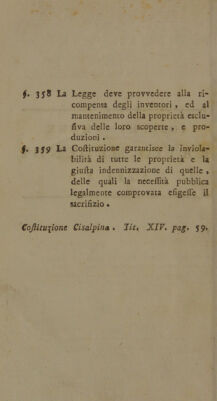 §. 358 La Legge deve provvedere alla ri-
compensa degli inventori, ed al
mantenimento della proprietà esclu-
ſiva delle loro scoperte, e pro-
duzioni.
§. 359 La Coſtituzione garantisce la inviola-
bilità di tutte le proprietà e la
giuſta indennizzazione di quelle,
delle quali la neceſſità pubblica
legalmente comprovata eſigeſſe il
sacrifizio.
Coſtituzione Cisalpina. Tit. XIV. pag. 59.